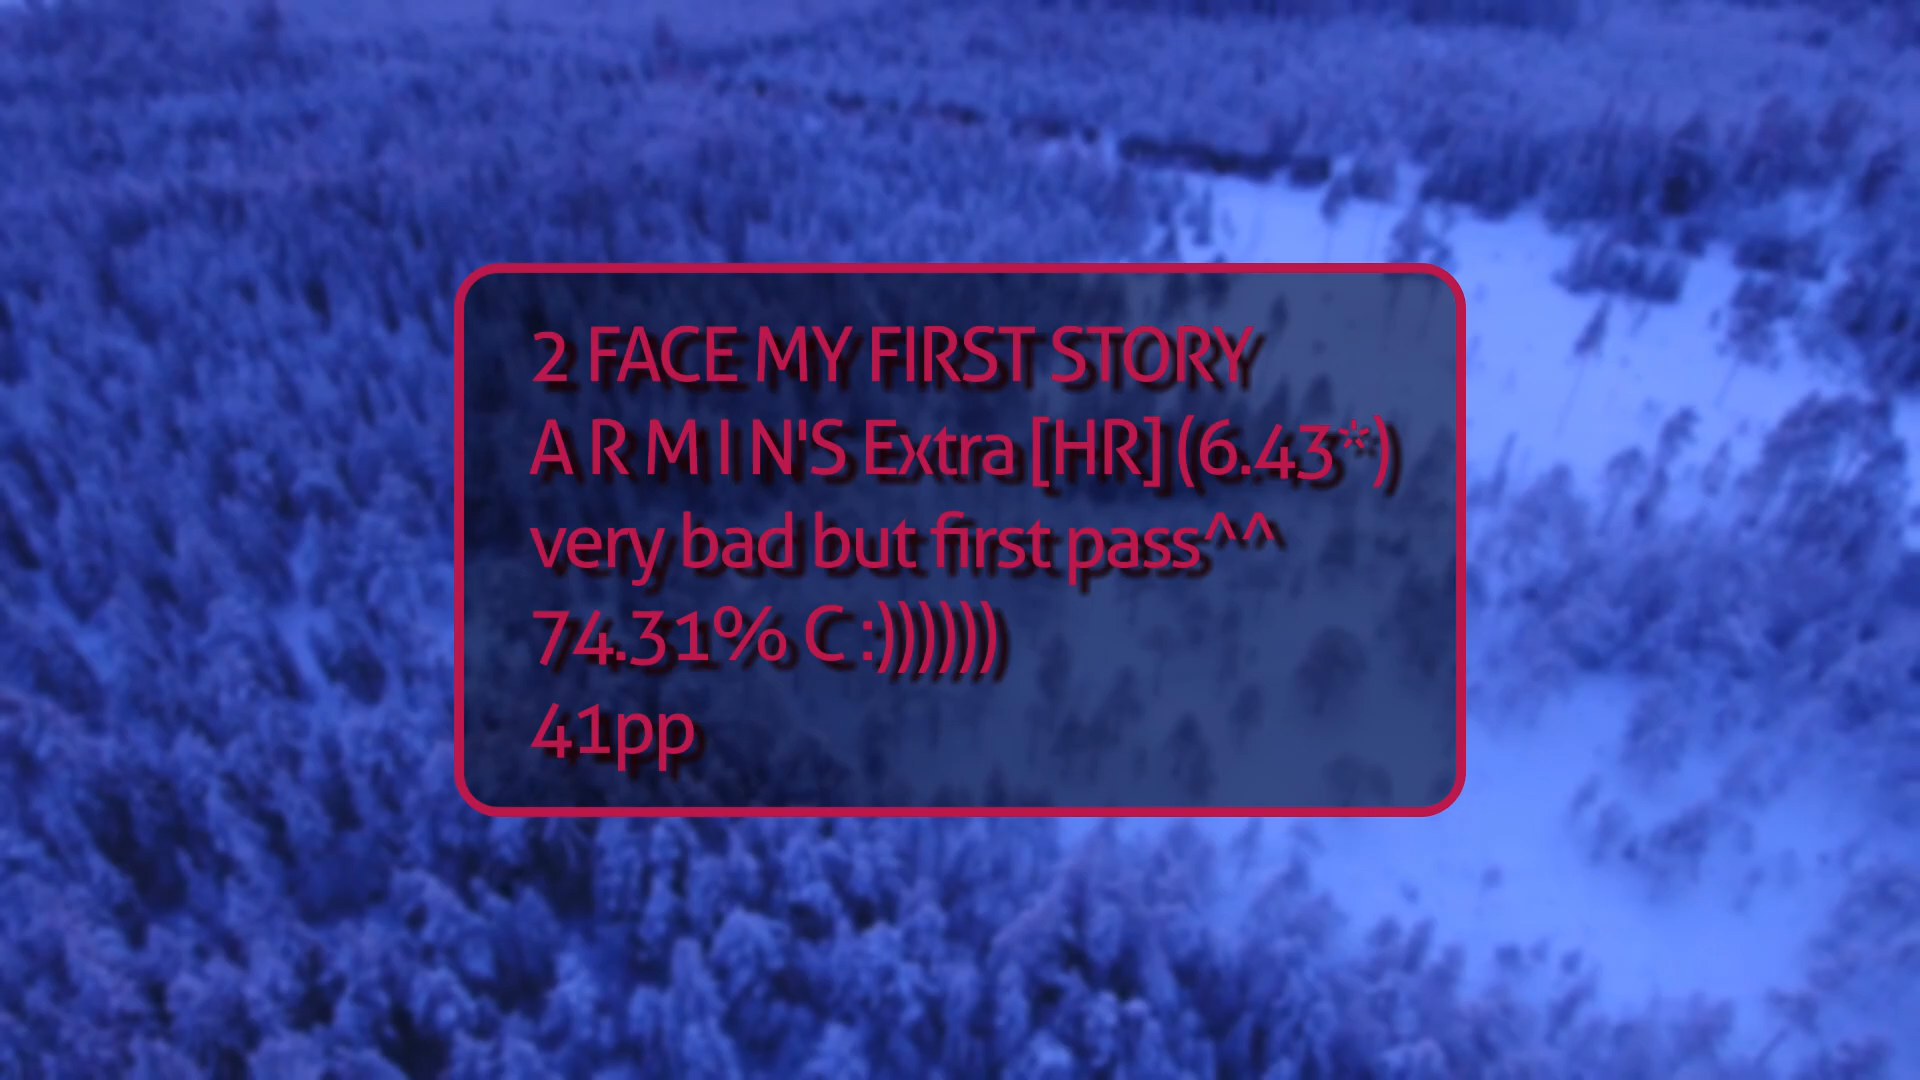 2 FACE MY FIRST STORY
A R M I N'S Extra [HR] (6.43*)
very bad but first pass^^
74.31% C :))))))
41pp